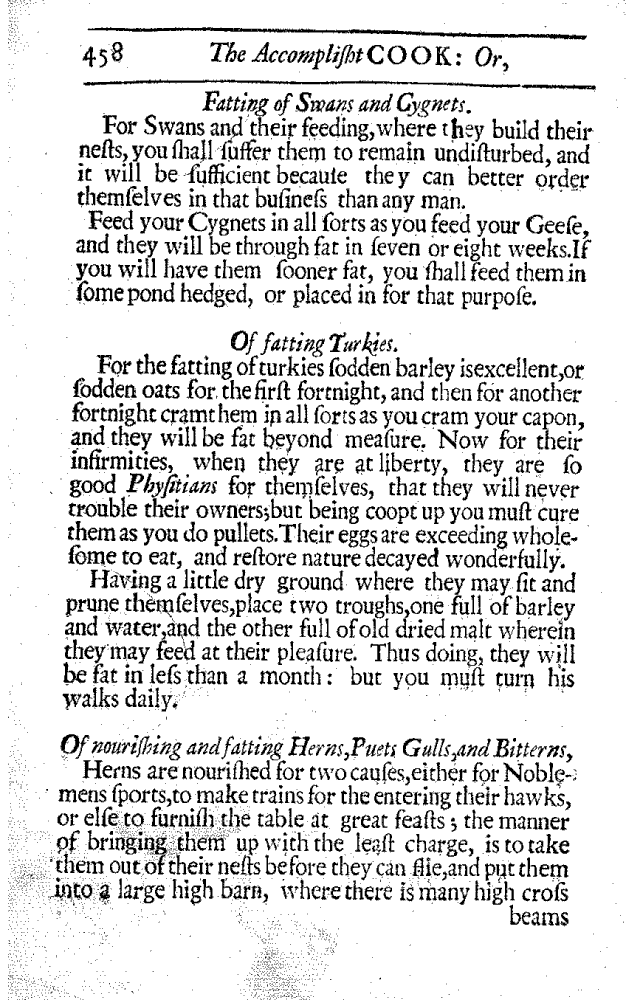 458 The Accompliſht COOK: Or,
Fatting of Swans and Cygnets.
For Swans and their feeding, where they build their
neſts, you ſhall ſuffer them to remain undiſturbed, and
it will be ſufficient becauſe they can better order
themſelves in that buſineſs than any man.
Feed your Cygnets in all ſorts as you feed your Geeſe,
and they will be through fat in ſeven or eight weeks. If
you will have them ſooner fat, you ſhall feed them in
ſome pond hedged, or placed in for that purpoſe.
Of fatting Turkies.
For the fatting of turkies ſodden barley is excellent, or
ſodden oats for the firſt fortnight, and then for another
fortnight cram them in all ſorts as you cram your capon,
and they will be fat beyond meaſure. Now for their
infirmities, when they are at liberty, they are ſo
good Phyſitians for themſelves, that they will never
trouble their owners; but being coopt up you muſt cure
them as you do pullets. Their eggs are exceeding whole-
ſome to eat, and reſtore nature decayed wonderfully.
Having a little dry ground where they may ſit and
prune themſelves, place two troughs, one full of barley
and water, and the other full of old dried malt wherein
they may feed at their pleaſure. Thus doing, they will
be fat in leſs than a month: but you muſt turn his
walks daily.
Of nouriſhing and fatting Herns, Puets Gulls, and Bitterns,
Herns are nouriſhed for two cauſes, either for Noble-
mens ſports, to make trains for the entering their hawks,
or elſe to furniſh the table at great feaſts; the manner
of bringing them up with the leaſt charge, is to take
them out of their neſts before they can flie, and put them
into a large high barn, where there is many high croſs
beams